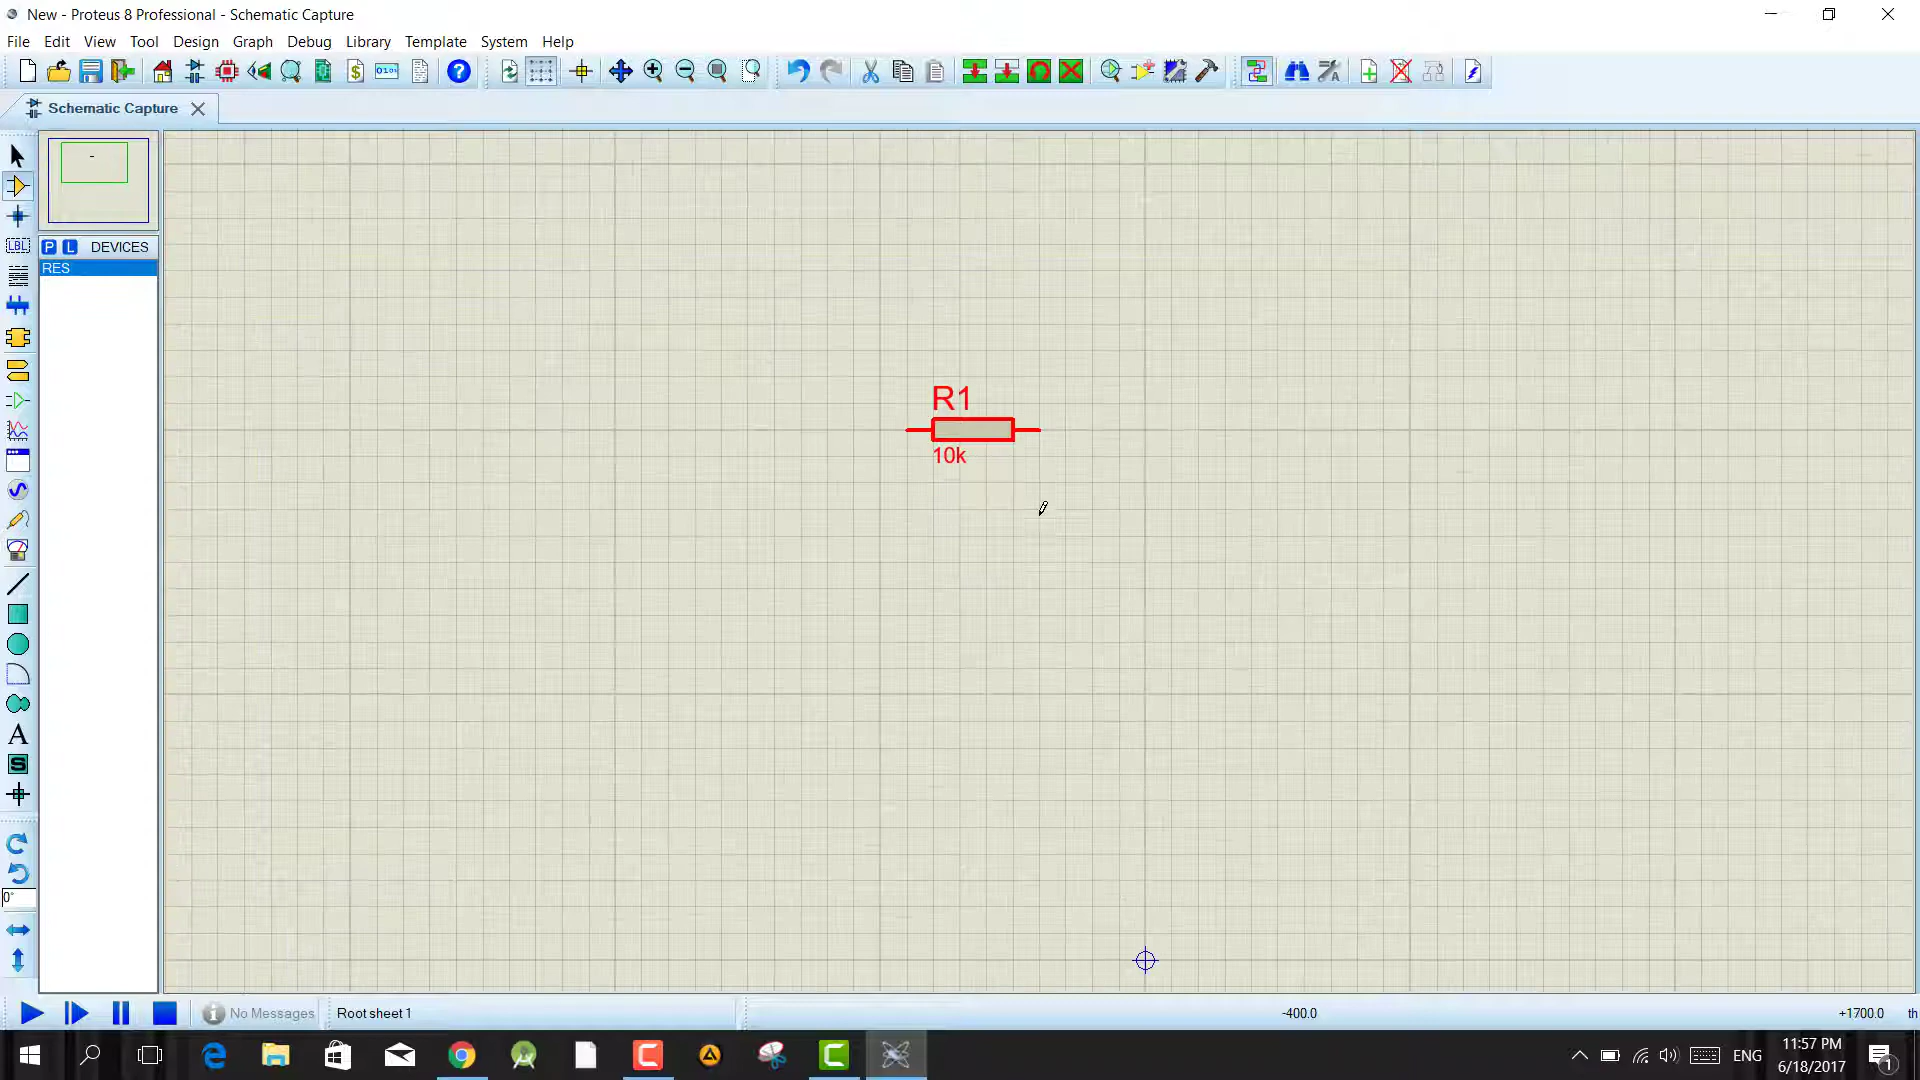 New - Proteus 8 Professional - Schematic Capture
File Edit View Tool Design Graph Debug Library Template System Help
Schematic Capture
P L DEVICES
RES
LBL
R1
10k
A
S
0°
No Messages
Root sheet 1
-400.0
+1700.0
th
ENG
11:57 PM
6/18/2017
1